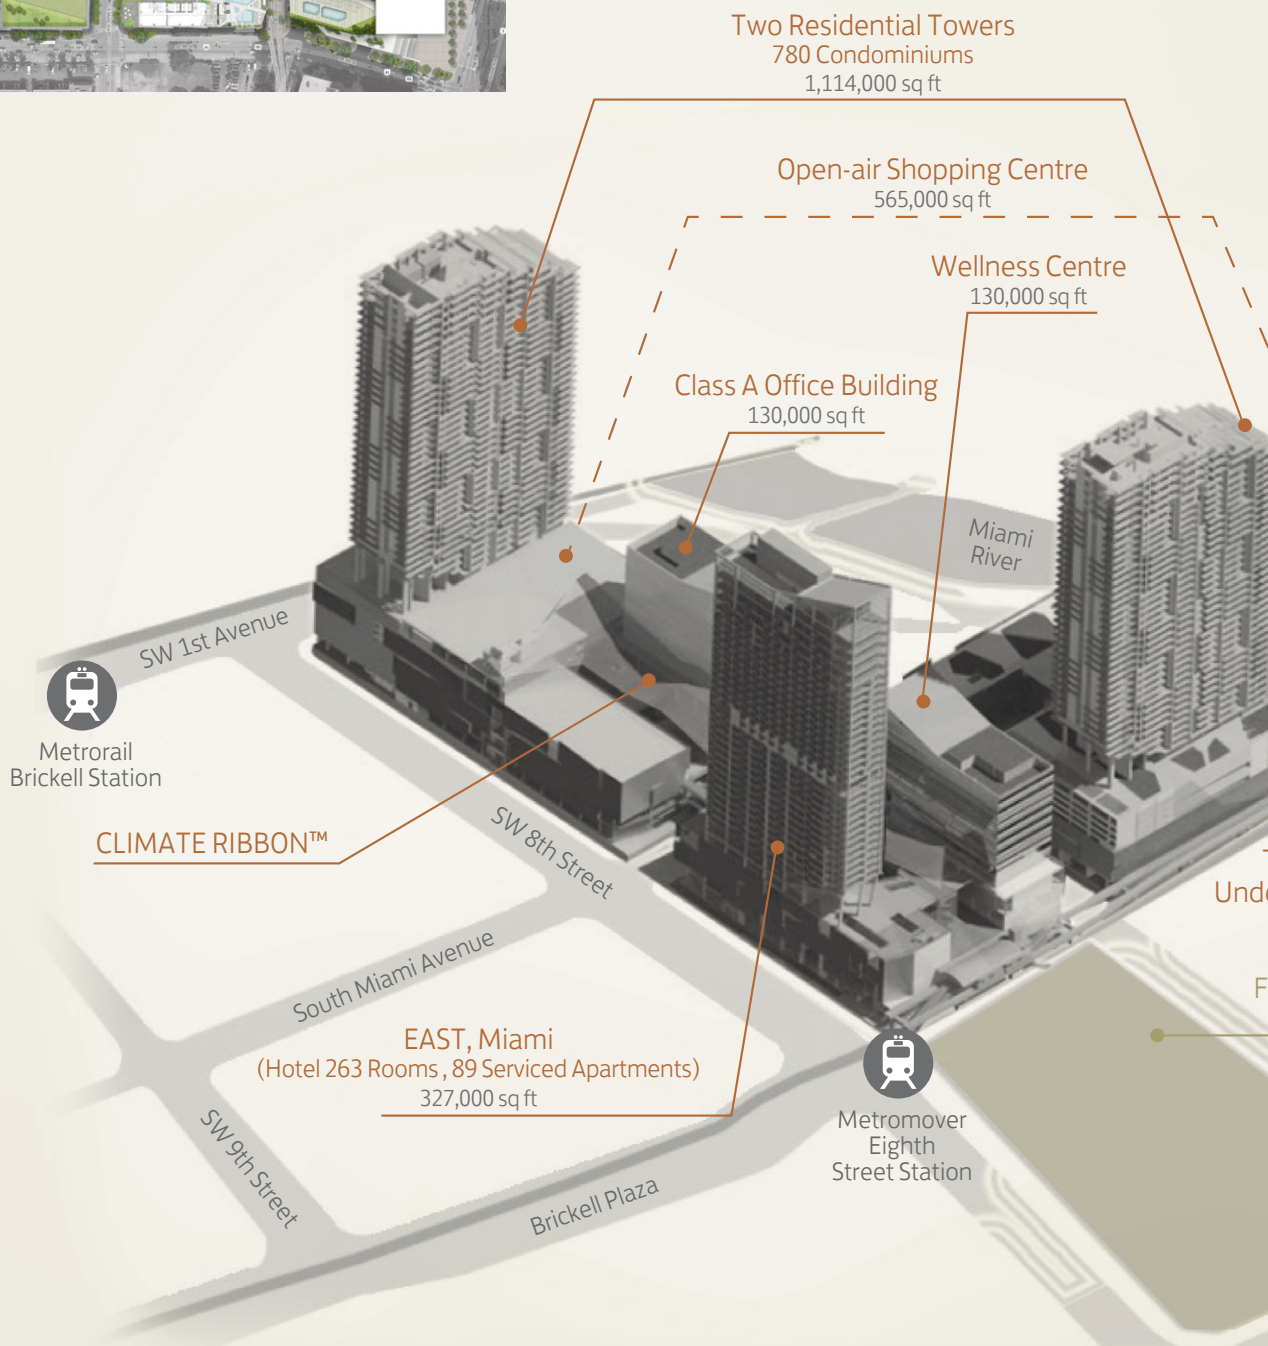 Two Residential Towers
780 Condominiums
1,114,000 sq ft
Open-air Shopping Centre
565,000 sq ft
Wellness Centre
130,000 sq ft
Class A Office Building
130,000 sq ft
Miami
River
SW 1st Avenue
Metrorail
Brickell Station
CLIMATE RIBBON™
SW 8th Street
South Miami Avenue
EAST, Miami
(Hotel 263 Rooms , 89 Serviced Apartments)
327,000 sq ft
Metromover
Eighth
Street Station
SW 9th Street
Brickell Plaza